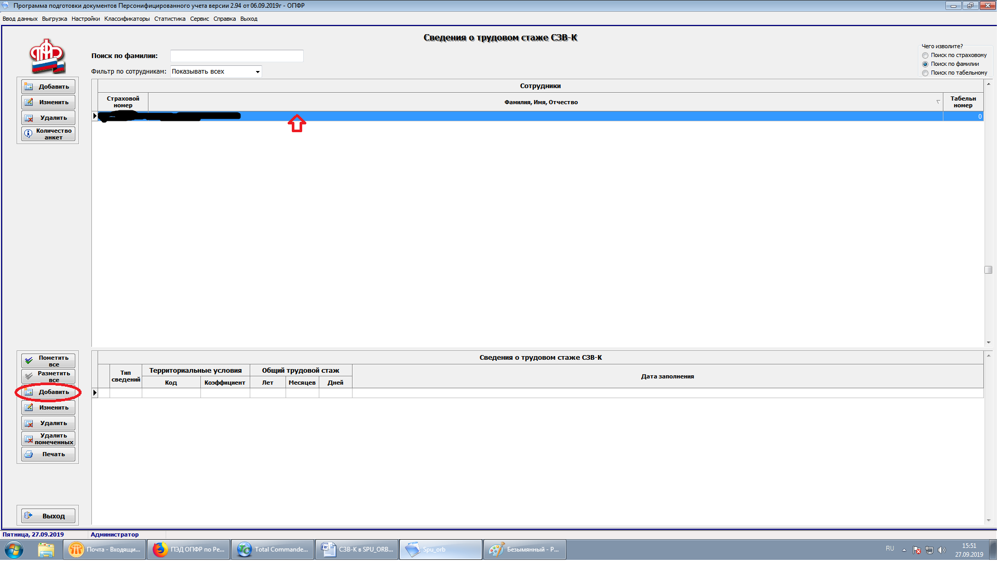 Программа подготовки документов Персонифицированного учета версии 2.94 от 06.09.2019г - ОПФР
Ввод данных Выгрузка Настройки Классификаторы Статистика Сервис Справка Выход
Сведения о трудовом стаже СЗВ-К
Поиск по фамилии:
Фильтр по сотрудникам: Показывать всех
Чего изволите?
Поиск по страховому
Поиск по фамилии
Поиск по табельному
Добавить
Изменить
Удалить
Количество
анкет
Сотрудники
Страховой
номер
Фамилия, Имя, Отчество
Табельн
номер
0
Пометить
все
Разметить
все
Добавить
Изменить
Удалить
Удалить
помеченных
Печать
Выход
Сведения о трудовом стаже СЗВ-К
Тип
сведений
Территориальные условия
Общий трудовой стаж
Дата заполнения
Код
Коэффициент
Лет
Месяцев
Дней
Пятница, 27.09.2019 Администратор
Почта - Входящи...
ПЭД ОПФР по Ре...
Total Commande...
СЗВ-К в SPU_ORB...
Spu_orb
Безымянный - P...
RU
15:51
27.09.2019